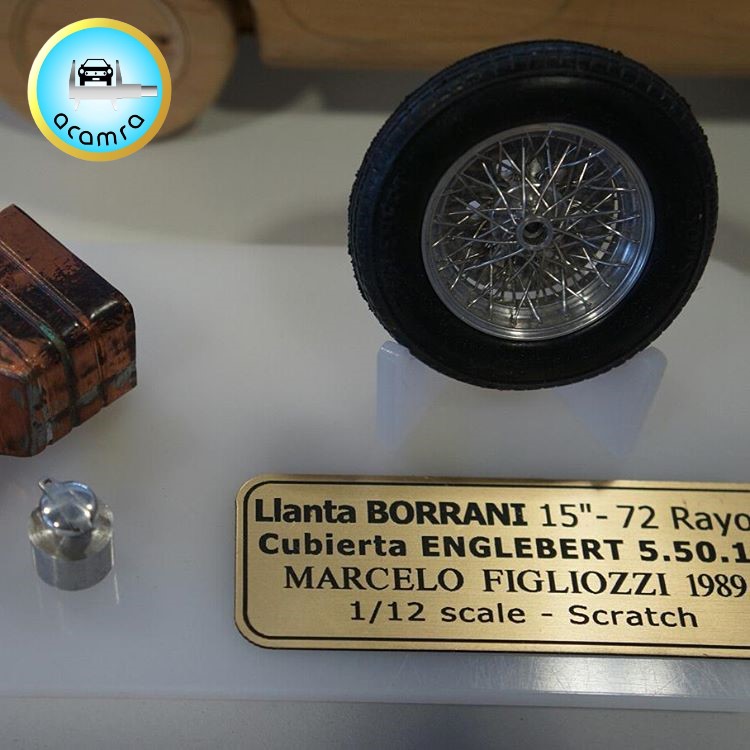 acamra
Llanta BORRANI 15"- 72 Rayo
Cubierta ENGLEBERT 5.50.1
MARCELO FIGLIOZZI 1989
1/12 scale - Scratch